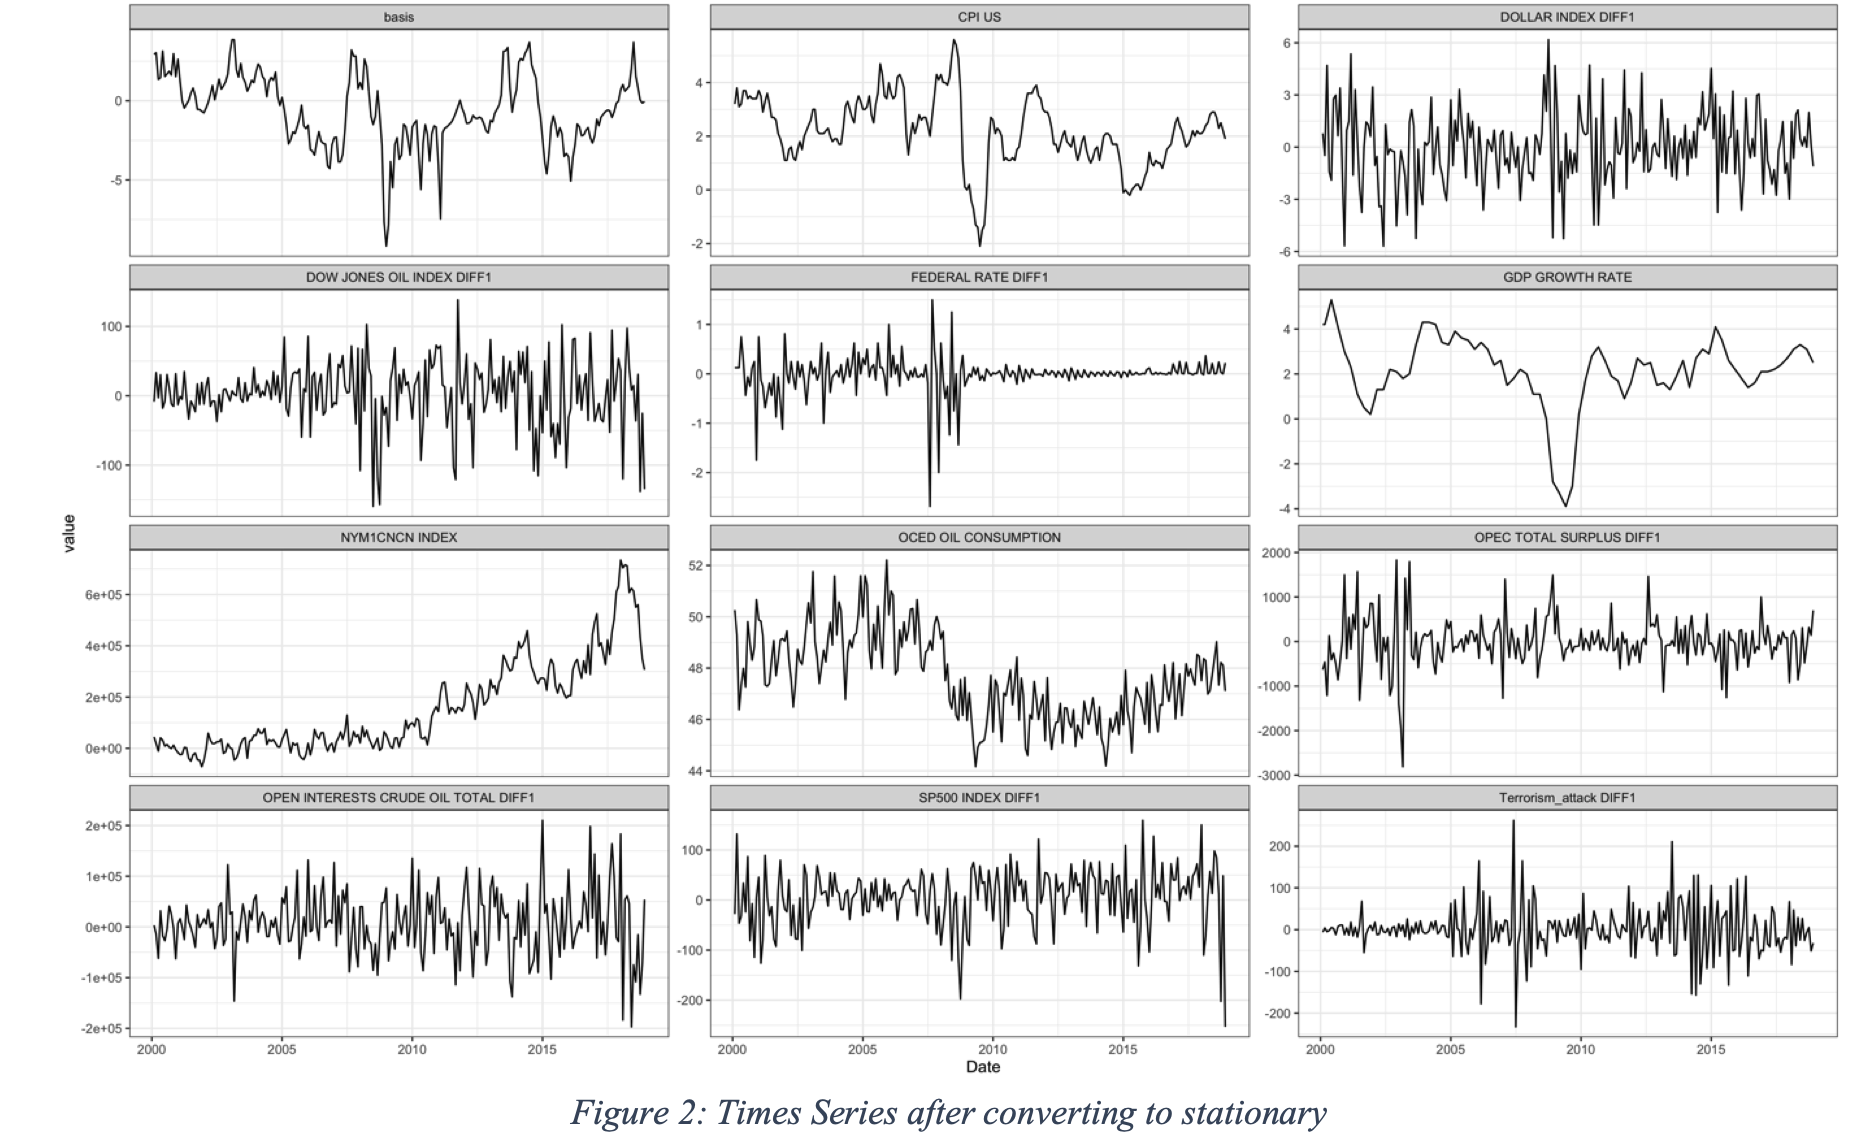 basis
CPI US
DOLLAR INDEX DIFF1
0
-5
4
2
0
-2
6
3
0
-3
-6
DOW JONES OIL INDEX DIFF1
FEDERAL RATE DIFF1
GDP GROWTH RATE
100
0
-100
1
0
-1
-2
4
2
0
-2
-4
value
NYM1CNCN INDEX
OCED OIL CONSUMPTION
OPEC TOTAL SURPLUS DIFF1
6e+05
4e+05
2e+05
0e+00
52
50
48
46
44
2000
1000
0
-1000
-2000
-3000
OPEN INTERESTS CRUDE OIL TOTAL DIFF1
SP500 INDEX DIFF1
Terrorism_attack DIFF1
2e+05
1e+05
0e+00
-1e+05
-2e+05
100
0
-100
-200
200
100
0
-100
-200
2000 2005 2010 2015
2000 2005 2010 2015
2000 2005 2010 2015
Date
Figure 2: Times Series after converting to stationary